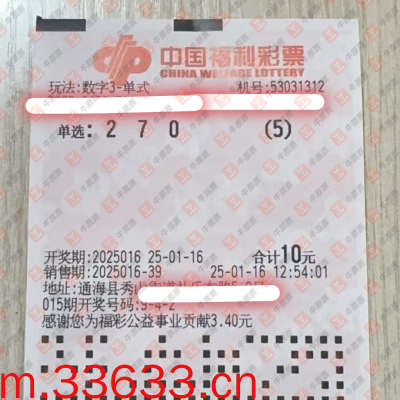 中国福利彩票
CHINA WELFARE LOTTERY
玩法:数字3-单式 机号:53031312
单选: 2 7 0 (5)
开奖期:2025016 25-01-16 合计10元
销售期:2025016-39 25-01-16 12:54:01
地址:通海县秀
015期开奖号码:9-4-2
感谢您为福彩公益事业贡献3.40元
m.33633.cn